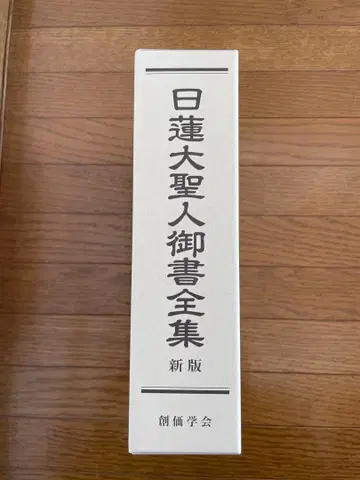 日蓮大聖人御書全集
新版
創価学会